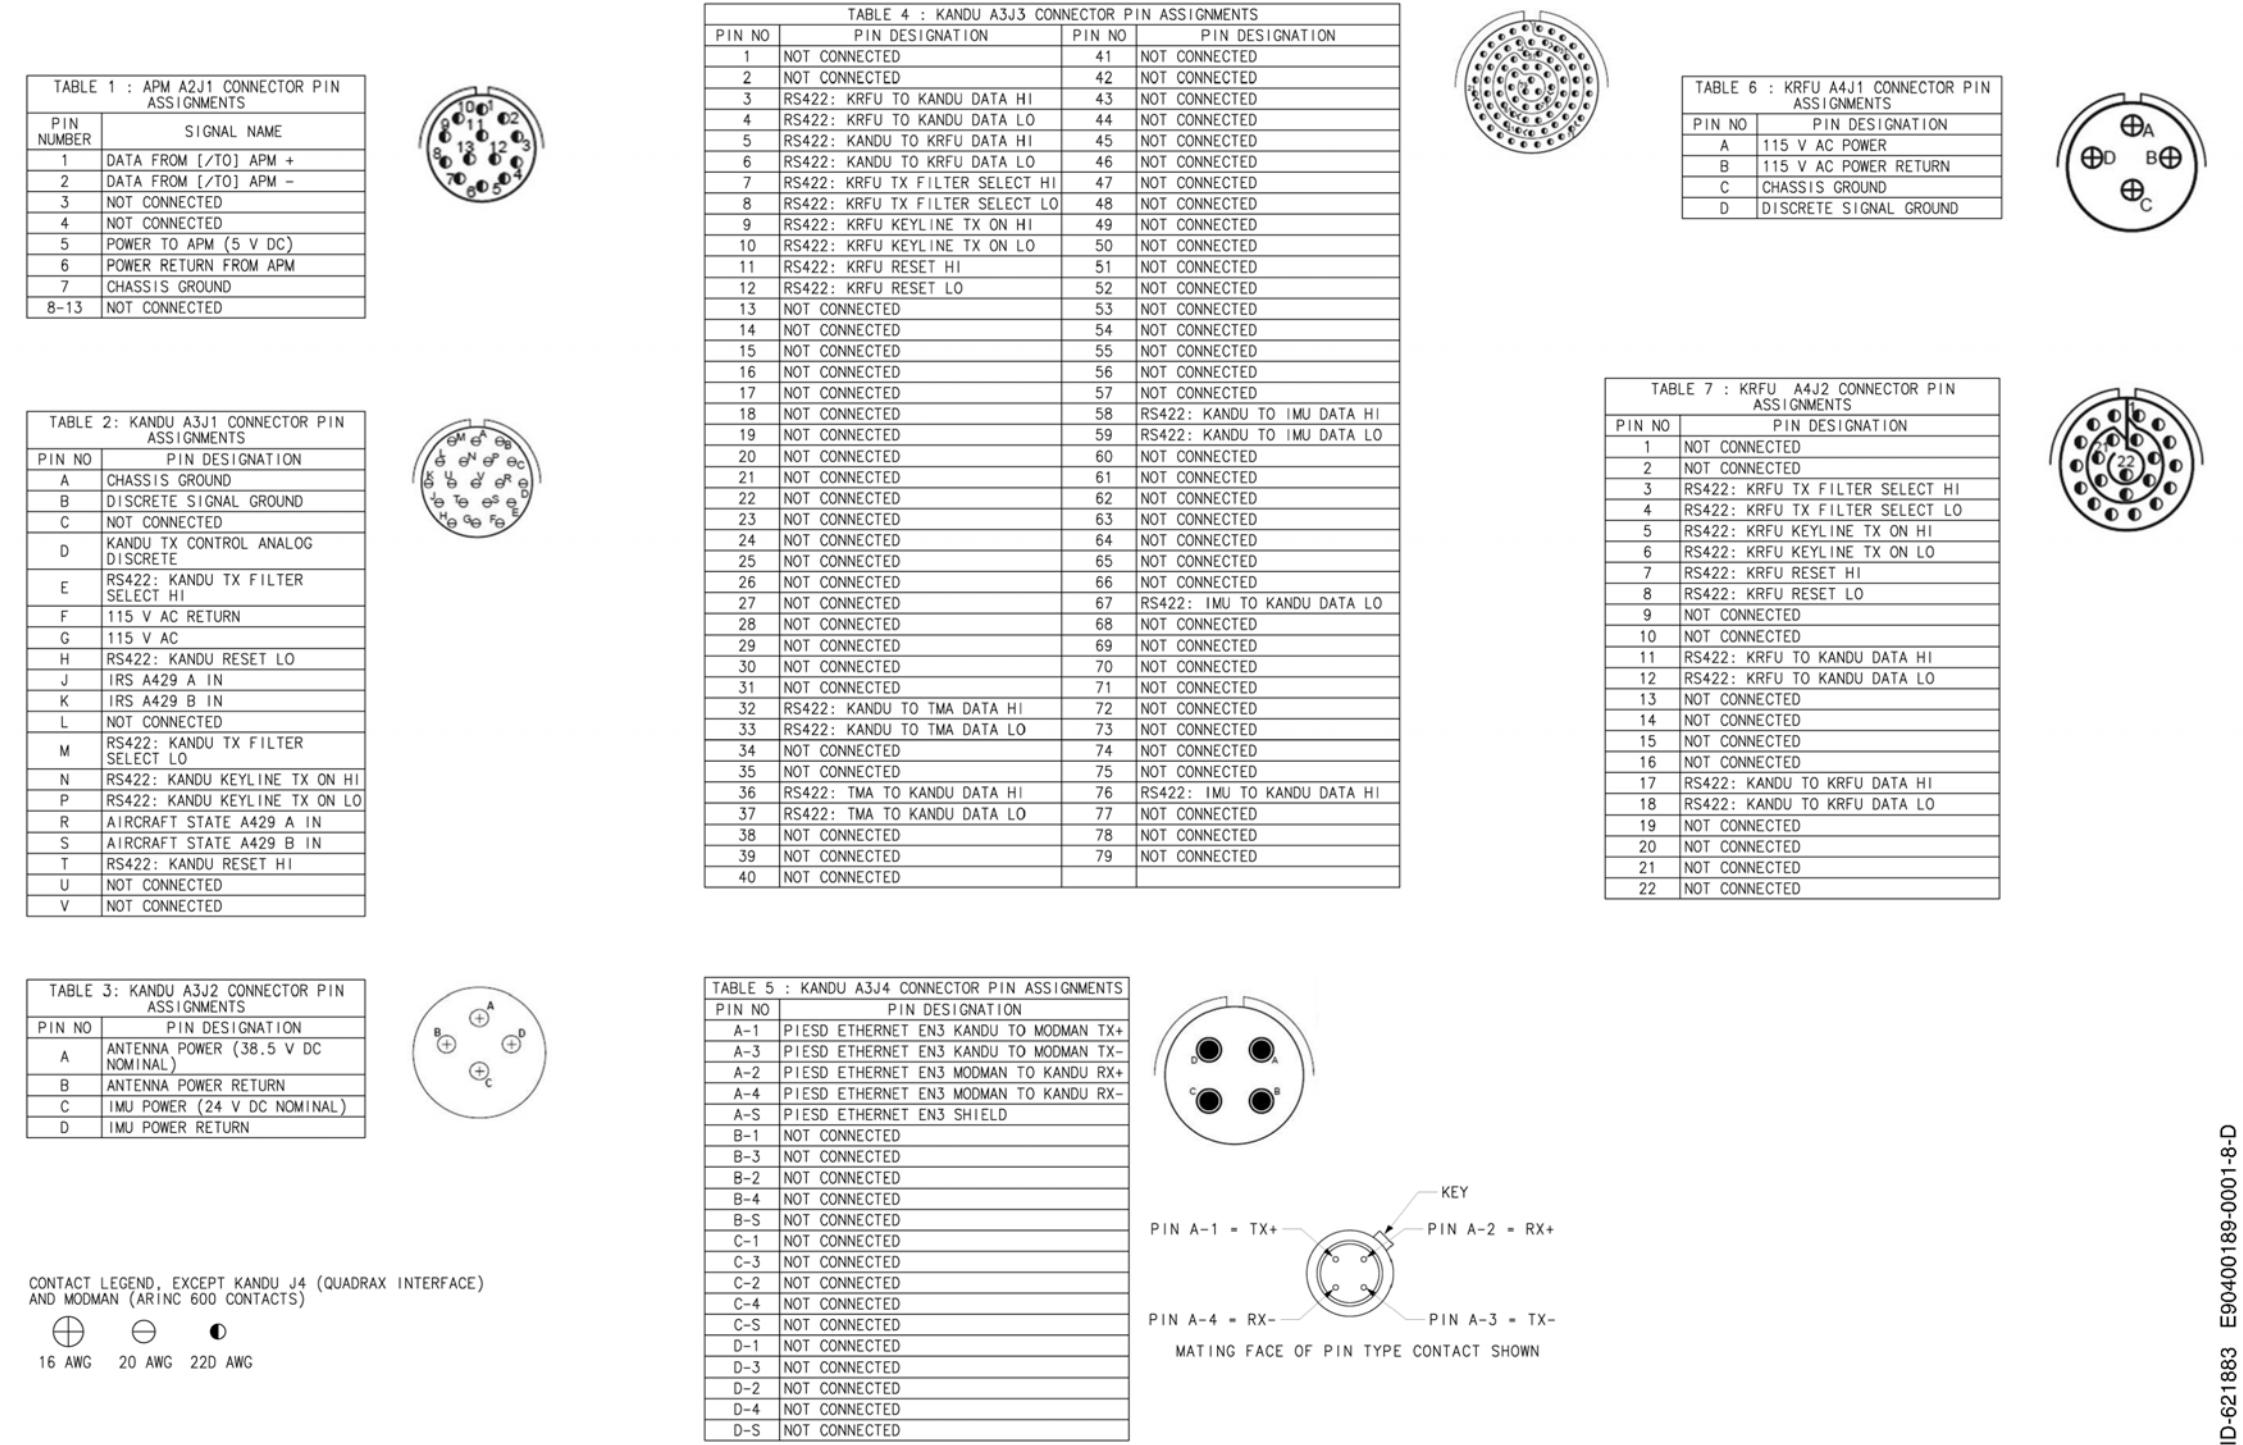 TABLE 1 : APM A2J1 CONNECTOR PIN
ASSIGNMENTS
PIN NUMBER SIGNAL NAME
1 DATA FROM [/TO] APM +
2 DATA FROM [/TO] APM -
3 NOT CONNECTED
4 NOT CONNECTED
5 POWER TO APM (5 V DC)
6 POWER RETURN FROM APM
7 CHASSIS GROUND
8-13 NOT CONNECTED
10 1
9 11 2
8 13 12 3
7 6 5 4
TABLE 2: KANDU A3J1 CONNECTOR PIN
ASSIGNMENTS
PIN NO PIN DESIGNATION
A CHASSIS GROUND
B DISCRETE SIGNAL GROUND
C NOT CONNECTED
D KANDU TX CONTROL ANALOG
DISCRETE
E RS422: KANDU TX FILTER
SELECT HI
F 115 V AC RETURN
G 115 V AC
H RS422: KANDU RESET LO
J IRS A429 A IN
K IRS A429 B IN
L NOT CONNECTED
M RS422: KANDU TX FILTER
SELECT LO
N RS422: KANDU KEYLINE TX ON HI
P RS422: KANDU KEYLINE TX ON LO
R AIRCRAFT STATE A429 A IN
S AIRCRAFT STATE A429 B IN
T RS422: KANDU RESET HI
U NOT CONNECTED
V NOT CONNECTED
M A B
L N P C
K U V R D
J T S E
H G F
TABLE 3: KANDU A3J2 CONNECTOR PIN
ASSIGNMENTS
PIN NO PIN DESIGNATION
A ANTENNA POWER (38.5 V DC
NOMINAL)
B ANTENNA POWER RETURN
C IMU POWER (24 V DC NOMINAL)
D IMU POWER RETURN
A
B D
C
CONTACT LEGEND, EXCEPT KANDU J4 (QUADRAX INTERFACE)
AND MODMAN (ARINC 600 CONTACTS)
16 AWG 20 AWG 22D AWG
TABLE 4 : KANDU A3J3 CONNECTOR PIN ASSIGNMENTS
PIN NO PIN DESIGNATION PIN NO PIN DESIGNATION
1 NOT CONNECTED 41 NOT CONNECTED
2 NOT CONNECTED 42 NOT CONNECTED
3 RS422: KRFU TO KANDU DATA HI 43 NOT CONNECTED
4 RS422: KRFU TO KANDU DATA LO 44 NOT CONNECTED
5 RS422: KANDU TO KRFU DATA HI 45 NOT CONNECTED
6 RS422: KANDU TO KRFU DATA LO 46 NOT CONNECTED
7 RS422: KRFU TX FILTER SELECT HI 47 NOT CONNECTED
8 RS422: KRFU TX FILTER SELECT LO 48 NOT CONNECTED
9 RS422: KRFU KEYLINE TX ON HI 49 NOT CONNECTED
10 RS422: KRFU KEYLINE TX ON LO 50 NOT CONNECTED
11 RS422: KRFU RESET HI 51 NOT CONNECTED
12 RS422: KRFU RESET LO 52 NOT CONNECTED
13 NOT CONNECTED 53 NOT CONNECTED
14 NOT CONNECTED 54 NOT CONNECTED
15 NOT CONNECTED 55 NOT CONNECTED
16 NOT CONNECTED 56 NOT CONNECTED
17 NOT CONNECTED 57 NOT CONNECTED
18 NOT CONNECTED 58 RS422: KANDU TO IMU DATA HI
19 NOT CONNECTED 59 RS422: KANDU TO IMU DATA LO
20 NOT CONNECTED 60 NOT CONNECTED
21 NOT CONNECTED 61 NOT CONNECTED
22 NOT CONNECTED 62 NOT CONNECTED
23 NOT CONNECTED 63 NOT CONNECTED
24 NOT CONNECTED 64 NOT CONNECTED
25 NOT CONNECTED 65 NOT CONNECTED
26 NOT CONNECTED 66 NOT CONNECTED
27 NOT CONNECTED 67 RS422: IMU TO KANDU DATA LO
28 NOT CONNECTED 68 NOT CONNECTED
29 NOT CONNECTED 69 NOT CONNECTED
30 NOT CONNECTED 70 NOT CONNECTED
31 NOT CONNECTED 71 NOT CONNECTED
32 RS422: KANDU TO TMA DATA HI 72 NOT CONNECTED
33 RS422: KANDU TO TMA DATA LO 73 NOT CONNECTED
34 NOT CONNECTED 74 NOT CONNECTED
35 NOT CONNECTED 75 NOT CONNECTED
36 RS422: TMA TO KANDU DATA HI 76 RS422: IMU TO KANDU DATA HI
37 RS422: TMA TO KANDU DATA LO 77 NOT CONNECTED
38 NOT CONNECTED 78 NOT CONNECTED
39 NOT CONNECTED 79 NOT CONNECTED
40 NOT CONNECTED
TABLE 5 : KANDU A3J4 CONNECTOR PIN ASSIGNMENTS
PIN NO PIN DESIGNATION
A-1 PIESD ETHERNET EN3 KANDU TO MODMAN TX+
A-3 PIESD ETHERNET EN3 KANDU TO MODMAN TX-
A-2 PIESD ETHERNET EN3 MODMAN TO KANDU RX+
A-4 PIESD ETHERNET EN3 MODMAN TO KANDU RX-
A-S PIESD ETHERNET EN3 SHIELD
B-1 NOT CONNECTED
B-3 NOT CONNECTED
B-2 NOT CONNECTED
B-4 NOT CONNECTED
B-S NOT CONNECTED
C-1 NOT CONNECTED
C-3 NOT CONNECTED
C-2 NOT CONNECTED
C-4 NOT CONNECTED
C-S NOT CONNECTED
D-1 NOT CONNECTED
D-3 NOT CONNECTED
D-2 NOT CONNECTED
D-4 NOT CONNECTED
D-S NOT CONNECTED
D A
C B
KEY
PIN A-1 = TX+ PIN A-2 = RX+
PIN A-4 = RX- PIN A-3 = TX-
MATING FACE OF PIN TYPE CONTACT SHOWN
TABLE 6 : KRFU A4J1 CONNECTOR PIN
ASSIGNMENTS
PIN NO PIN DESIGNATION
A 115 V AC POWER
B 115 V AC POWER RETURN
C CHASSIS GROUND
D DISCRETE SIGNAL GROUND
A
D B
C
TABLE 7 : KRFU A4J2 CONNECTOR PIN
ASSIGNMENTS
PIN NO PIN DESIGNATION
1 NOT CONNECTED
2 NOT CONNECTED
3 RS422: KRFU TX FILTER SELECT HI
4 RS422: KRFU TX FILTER SELECT LO
5 RS422: KRFU KEYLINE TX ON HI
6 RS422: KRFU KEYLINE TX ON LO
7 RS422: KRFU RESET HI
8 RS422: KRFU RESET LO
9 NOT CONNECTED
10 NOT CONNECTED
11 RS422: KRFU TO KANDU DATA HI
12 RS422: KRFU TO KANDU DATA LO
13 NOT CONNECTED
14 NOT CONNECTED
15 NOT CONNECTED
16 NOT CONNECTED
17 RS422: KANDU TO KRFU DATA HI
18 RS422: KANDU TO KRFU DATA LO
19 NOT CONNECTED
20 NOT CONNECTED
21 NOT CONNECTED
22 NOT CONNECTED
1
21
22
ID-621883 E90400189-0001-8-D